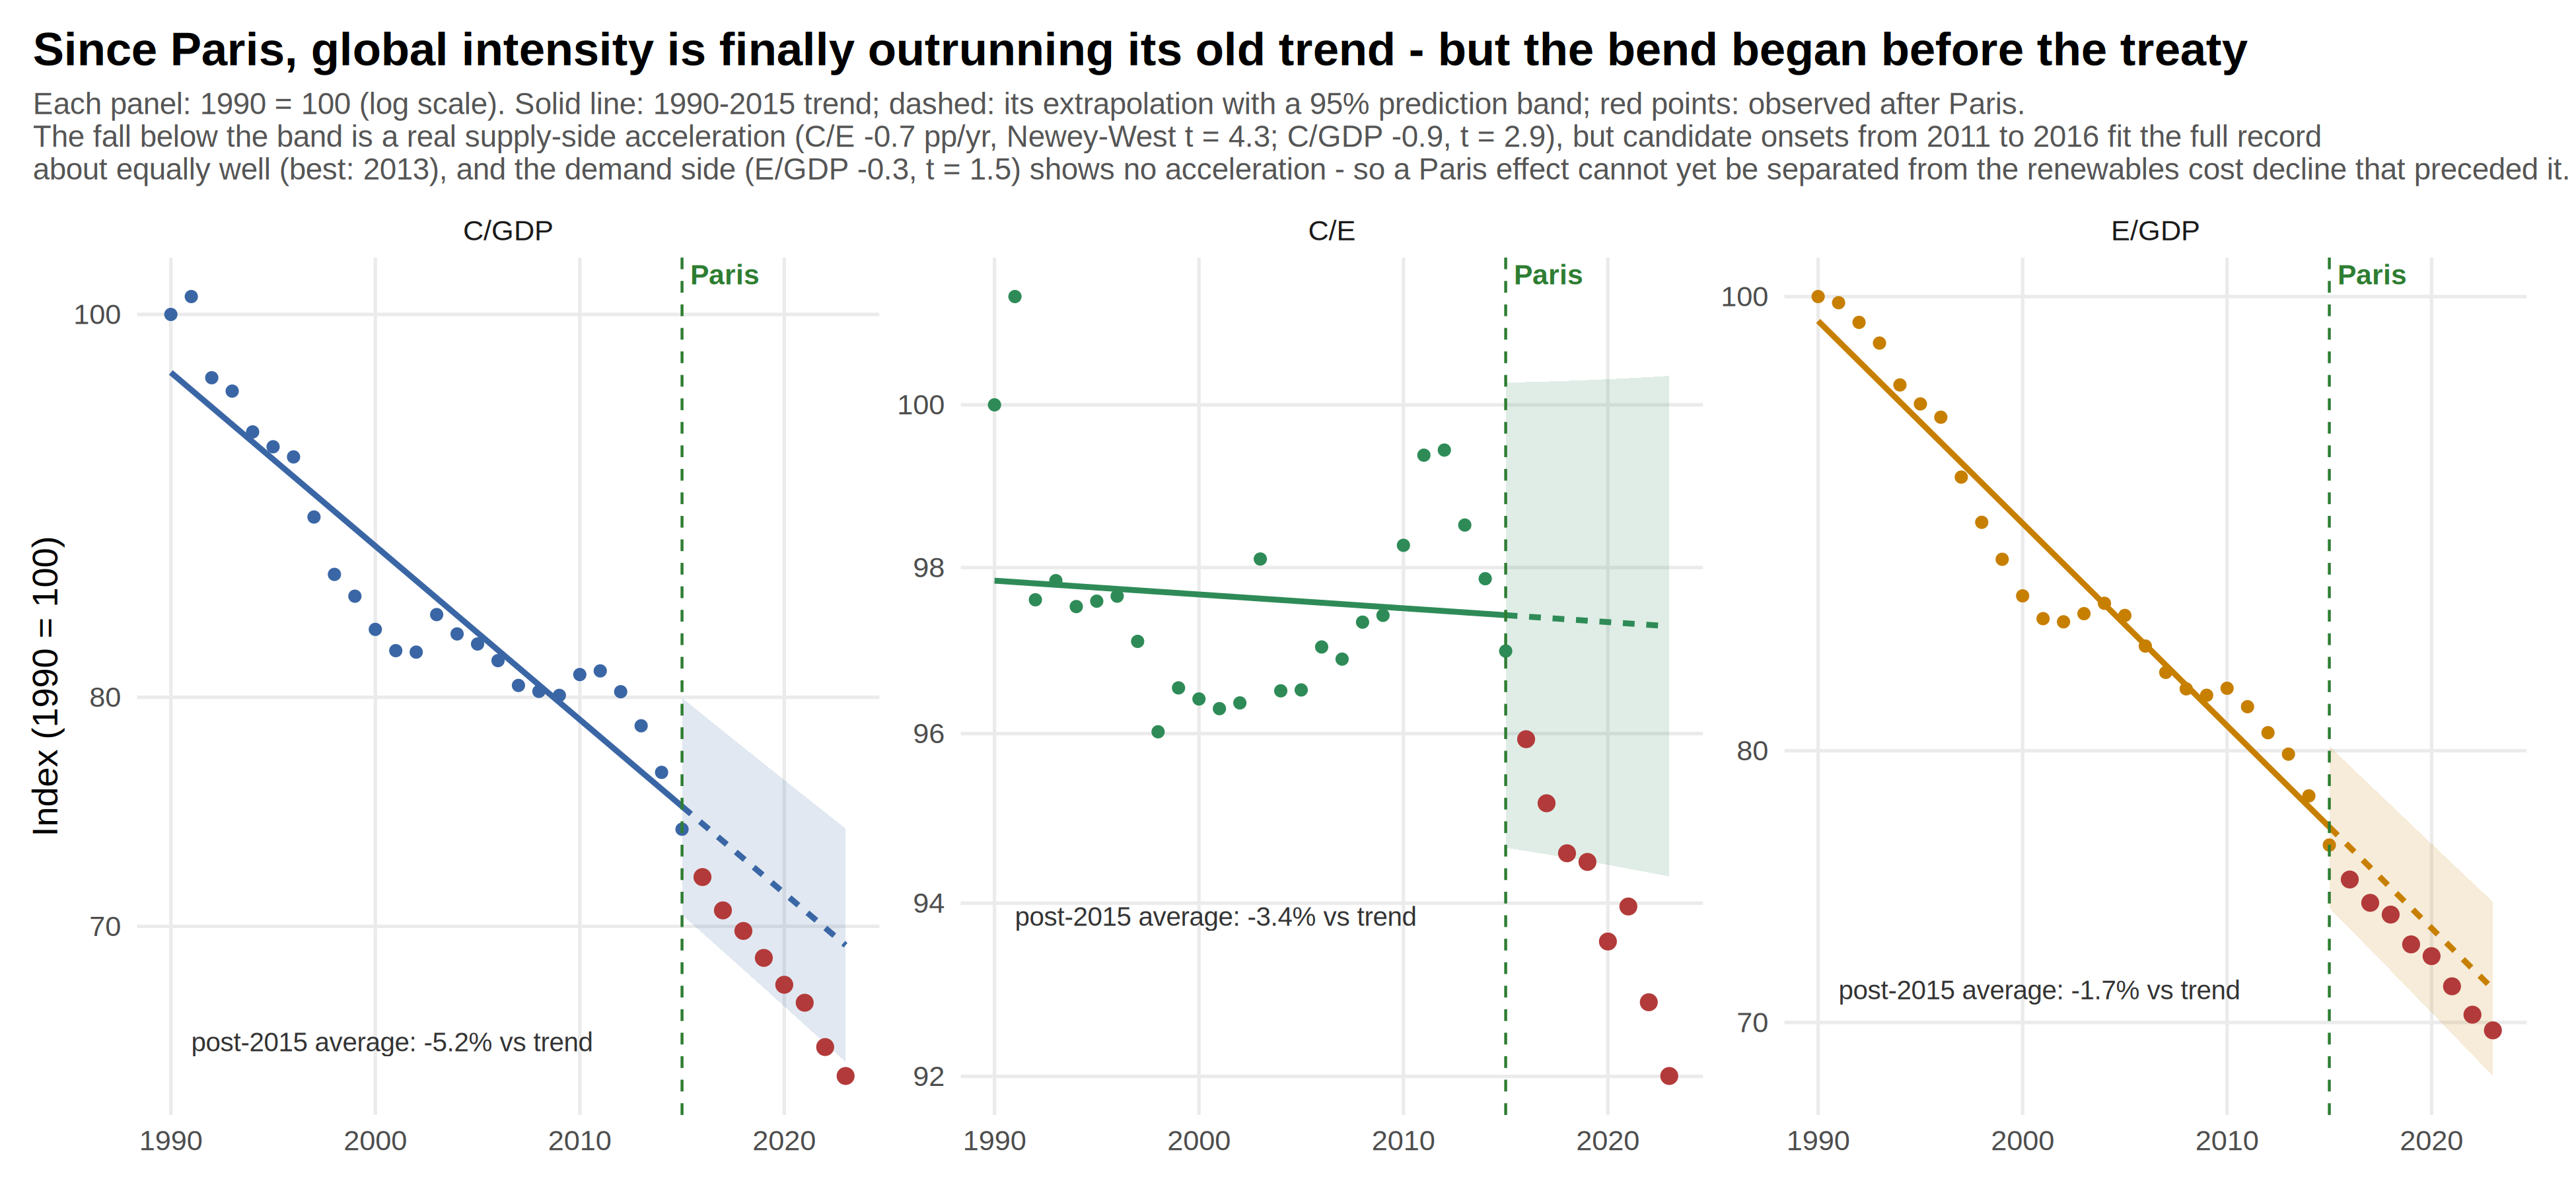 Since Paris, global intensity is finally outrunning its old trend - but the bend began before the treaty
Each panel: 1990 = 100 (log scale). Solid line: 1990-2015 trend; dashed: its extrapolation with a 95% prediction band; red points: observed after Paris.
The fall below the band is a real supply-side acceleration (C/E -0.7 pp/yr, Newey-West t = 4.3; C/GDP -0.9, t = 2.9), but candidate onsets from 2011 to 2016 fit the full record
about equally well (best: 2013), and the demand side (E/GDP -0.3, t = 1.5) shows no acceleration - so a Paris effect cannot yet be separated from the renewables cost decline that preceded it.
Index (1990 = 100)
C/GDP
Paris
100
80
70
post-2015 average: -5.2% vs trend
1990 2000 2010 2020
C/E
Paris
100
98
96
94
92
post-2015 average: -3.4% vs trend
1990 2000 2010 2020
E/GDP
Paris
100
80
70
post-2015 average: -1.7% vs trend
1990 2000 2010 2020